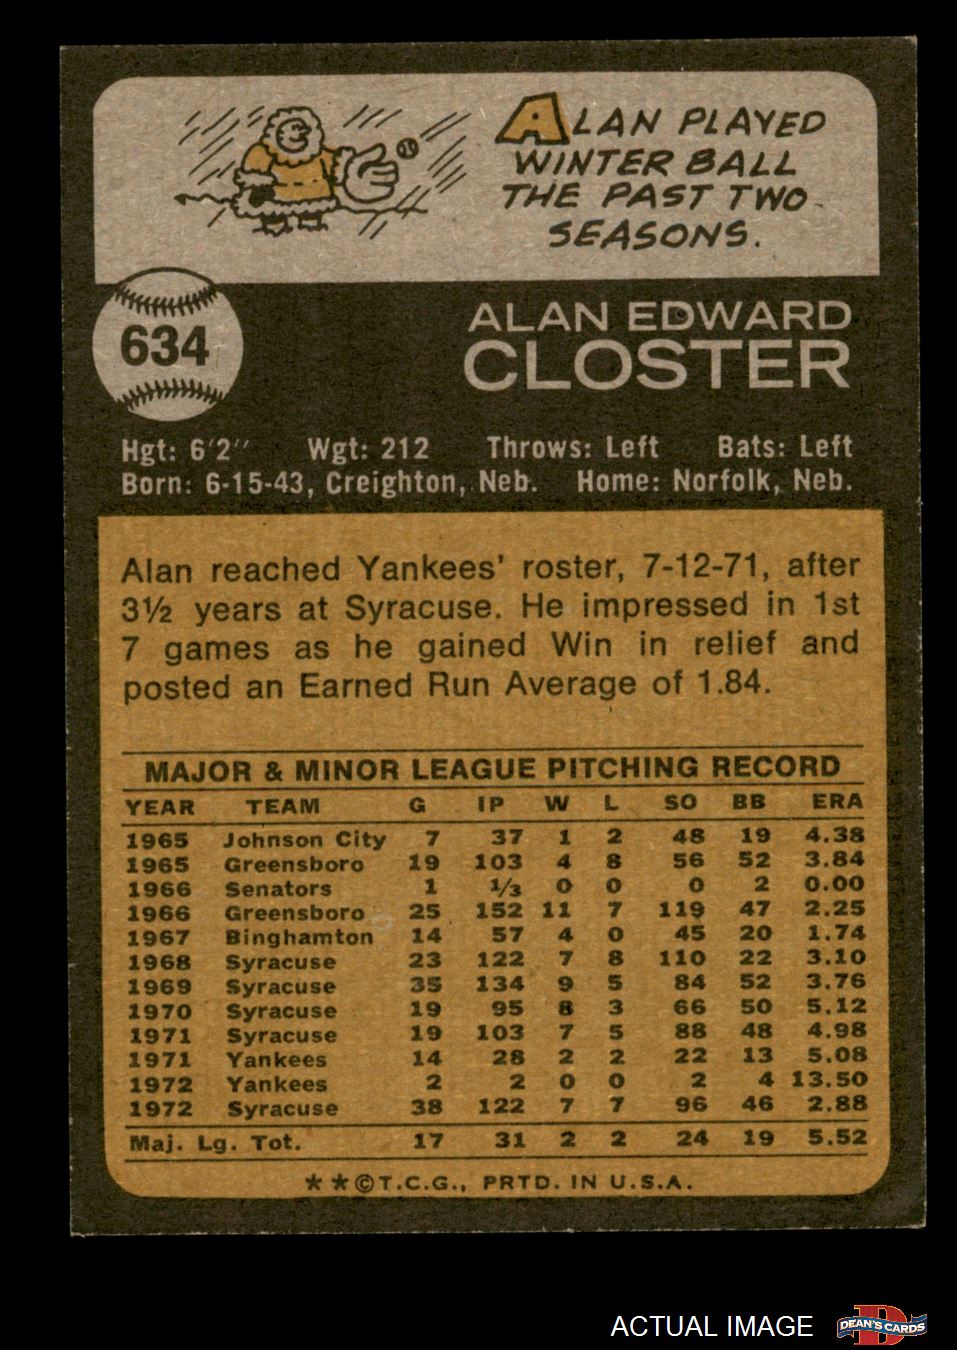 ALAN PLAYED
WINTER BALL
THE PAST TWO
SEASONS.
634
ALAN EDWARD
CLOSTER
Hgt: 6'2" Wgt: 212 Throws: Left Bats: Left
Born: 6-15-43, Creighton, Neb. Home: Norfolk, Neb.
Alan reached Yankees' roster, 7-12-71, after
3½ years at Syracuse. He impressed in 1st
7 games as he gained Win in relief and
posted an Earned Run Average of 1.84.
MAJOR & MINOR LEAGUE PITCHING RECORD
YEAR TEAM G IP W L SO BB ERA
1965 Johnson City 7 37 1 2 48 19 4.38
1965 Greensboro 19 103 4 8 56 52 3.84
1966 Senators 1 1/3 0 0 0 2 0.00
1966 Greensboro 25 152 11 7 119 47 2.25
1967 Binghamton 14 57 4 0 45 20 1.74
1968 Syracuse 23 122 7 8 110 22 3.10
1969 Syracuse 35 134 9 5 84 52 3.76
1970 Syracuse 19 95 8 3 66 50 5.12
1971 Syracuse 19 103 7 5 88 48 4.98
1971 Yankees 14 28 2 2 22 13 5.08
1972 Yankees 2 2 0 0 2 4 13.50
1972 Syracuse 38 122 7 7 96 46 2.88
Maj. Lg. Tot. 17 31 2 2 24 19 5.52
★★©T.C.G., PRTD. IN U.S.A.
ACTUAL IMAGE
D
DEAN'S CARDS